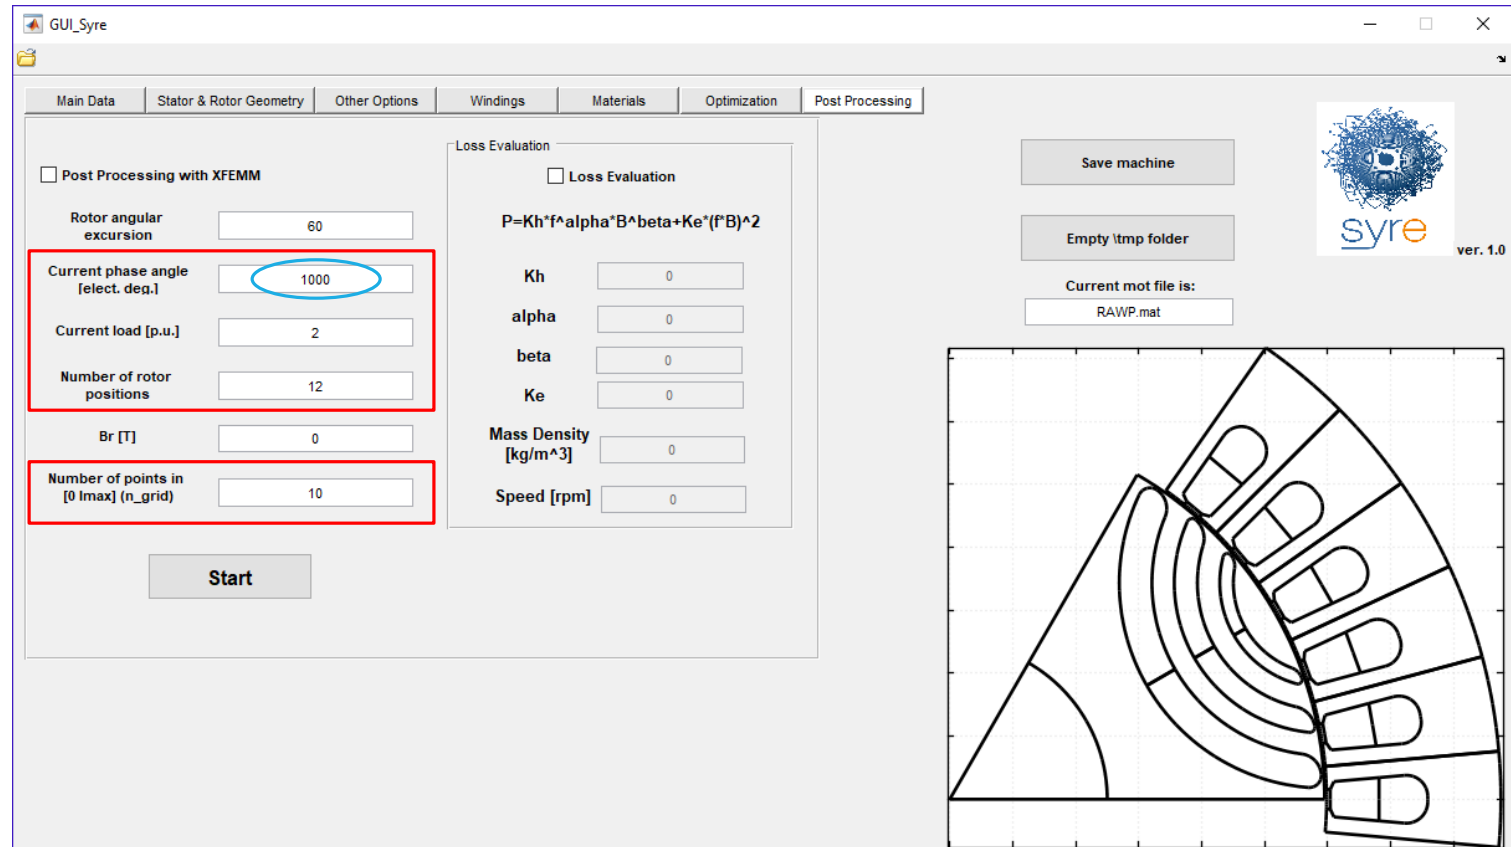 GUI_Syre
Main Data
Stator & Rotor Geometry
Other Options
Windings
Materials
Optimization
Post Processing
Post Processing with XFEMM
Rotor angular
excursion
60
Current phase angle
[elect. deg.]
1000
Current load [p.u.]
2
Number of rotor
positions
12
Br [T]
0
Number of points in
[0 Imax] (n_grid)
10
Start
Loss Evaluation
Loss Evaluation
P=Kh*f^alpha*B^beta+Ke*(f*B)^2
Kh
0
alpha
0
beta
0
Ke
0
Mass Density
[kg/m^3]
0
Speed [rpm]
0
Save machine
Empty \tmp folder
Current mot file is:
RAWP.mat
syre
ver. 1.0